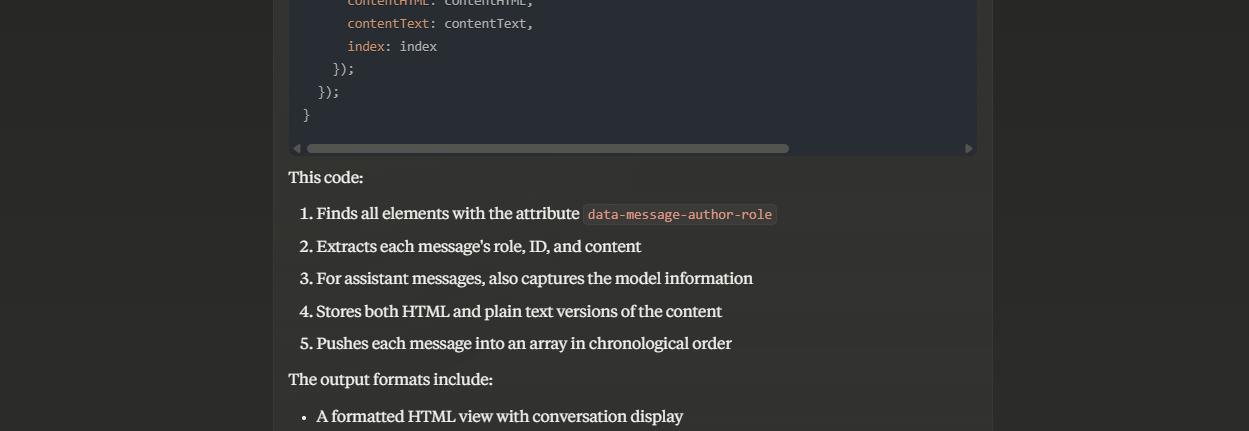 contentHTML: contentHTML,
contentText: contentText,
index: index
});
});
}
This code:
1. Finds all elements with the attribute data-message-author-role
2. Extracts each message's role, ID, and content
3. For assistant messages, also captures the model information
4. Stores both HTML and plain text versions of the content
5. Pushes each message into an array in chronological order
The output formats include:
• A formatted HTML view with conversation display